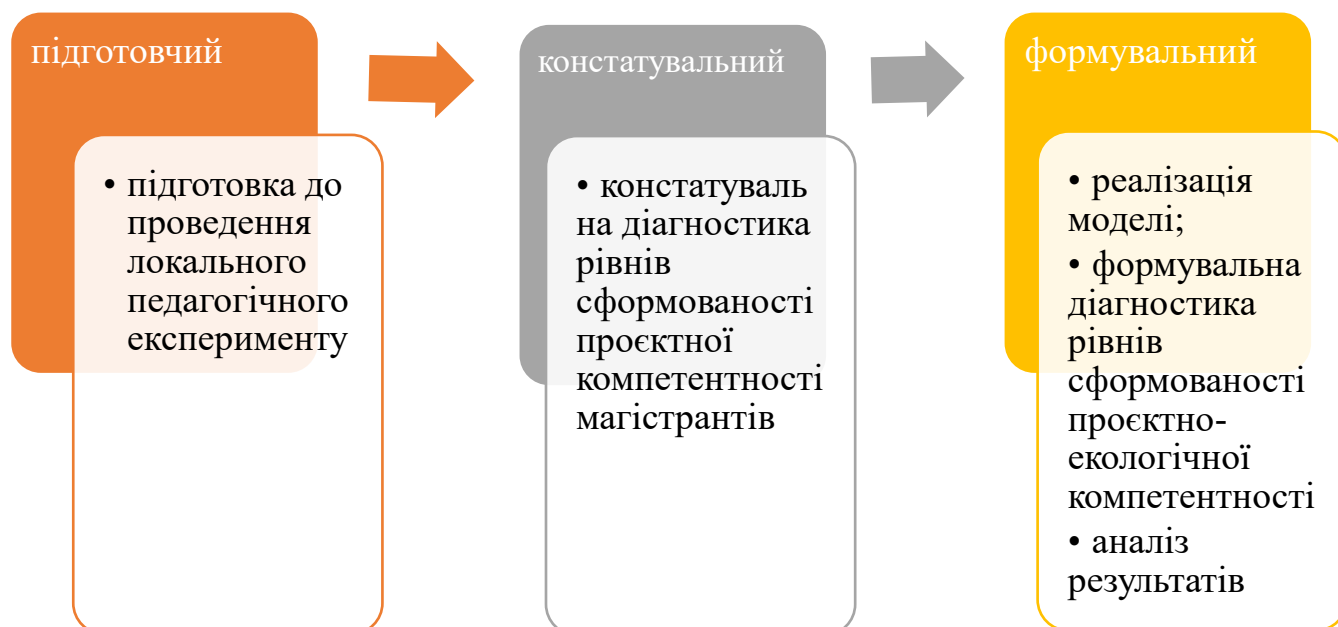 підготовчий
• підготовка до
проведення
локального
педагогічного
експерименту
констатувальний
• констатуваль
на діагностика
рівнів
сформованості
проєктної
компетентності
магістрантів
формувальний
• реалізація
моделі;
• формувальна
діагностика
рівнів
сформованості
проєктно-
екологічної
компетентності
• аналіз
результатів